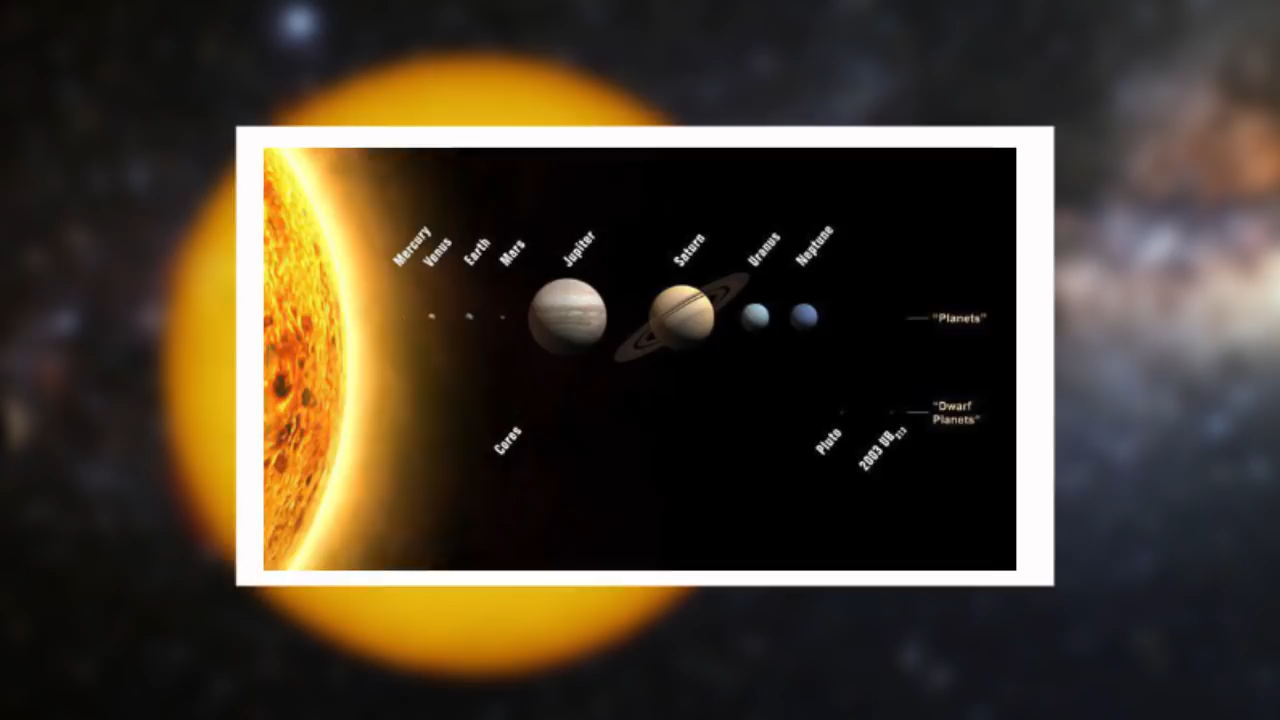 Mercury
Venus
Earth
Mars
Jupiter
Saturn
Uranus
Neptune
"Planets"
"Dwarf
Planets"
Ceres
Pluto
2003 UB313